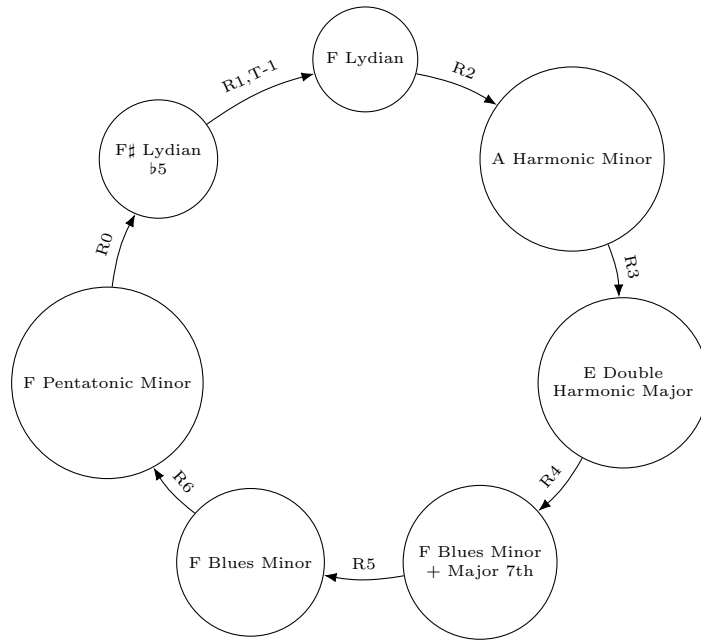 F Lydian
R2
A Harmonic Minor
R3
E Double
Harmonic Major
R4
F Blues Minor
+ Major 7th
R5
F Blues Minor
R6
F Pentatonic Minor
R0
F♯ Lydian
♭5
R1,T-1